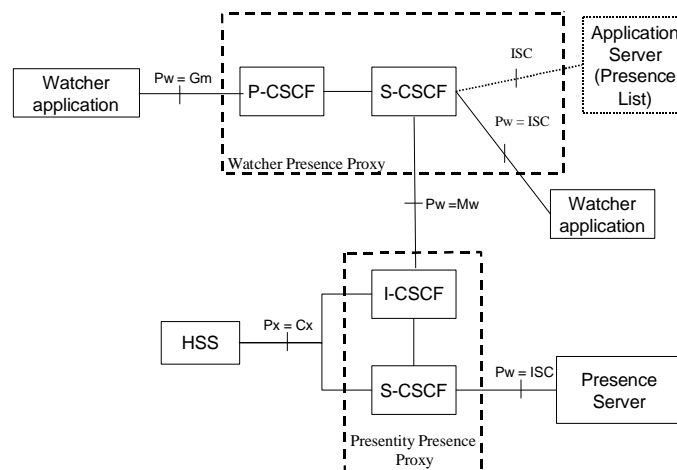 Application
Server
(Presence
List)
ISC
Watcher
application
Pw = Gm
P-CSCF
S-CSCF
Pw = ISC
Watcher Presence Proxy
Watcher
application
Pw =Mw
I-CSCF
Px = Cx
HSS
S-CSCF
Pw = ISC
Presence
Server
Presentity Presence
Proxy